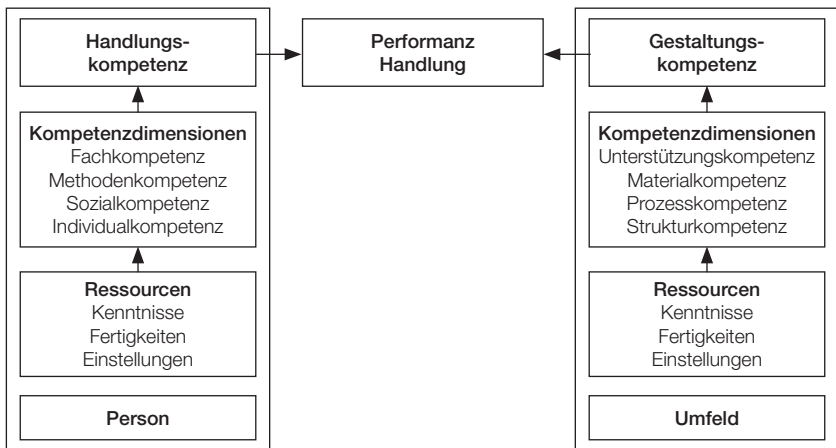 Handlungs-
kompetenz
Performanz
Handlung
Gestaltungs-
kompetenz
Kompetenzdimensionen
Fachkompetenz
Methodenkompetenz
Sozialkompetenz
Individualkompetenz
Kompetenzdimensionen
Unterstützungskompetenz
Materialkompetenz
Prozesskompetenz
Strukturkompetenz
Ressourcen
Kenntnisse
Fertigkeiten
Einstellungen
Ressourcen
Kenntnisse
Fertigkeiten
Einstellungen
Person
Umfeld